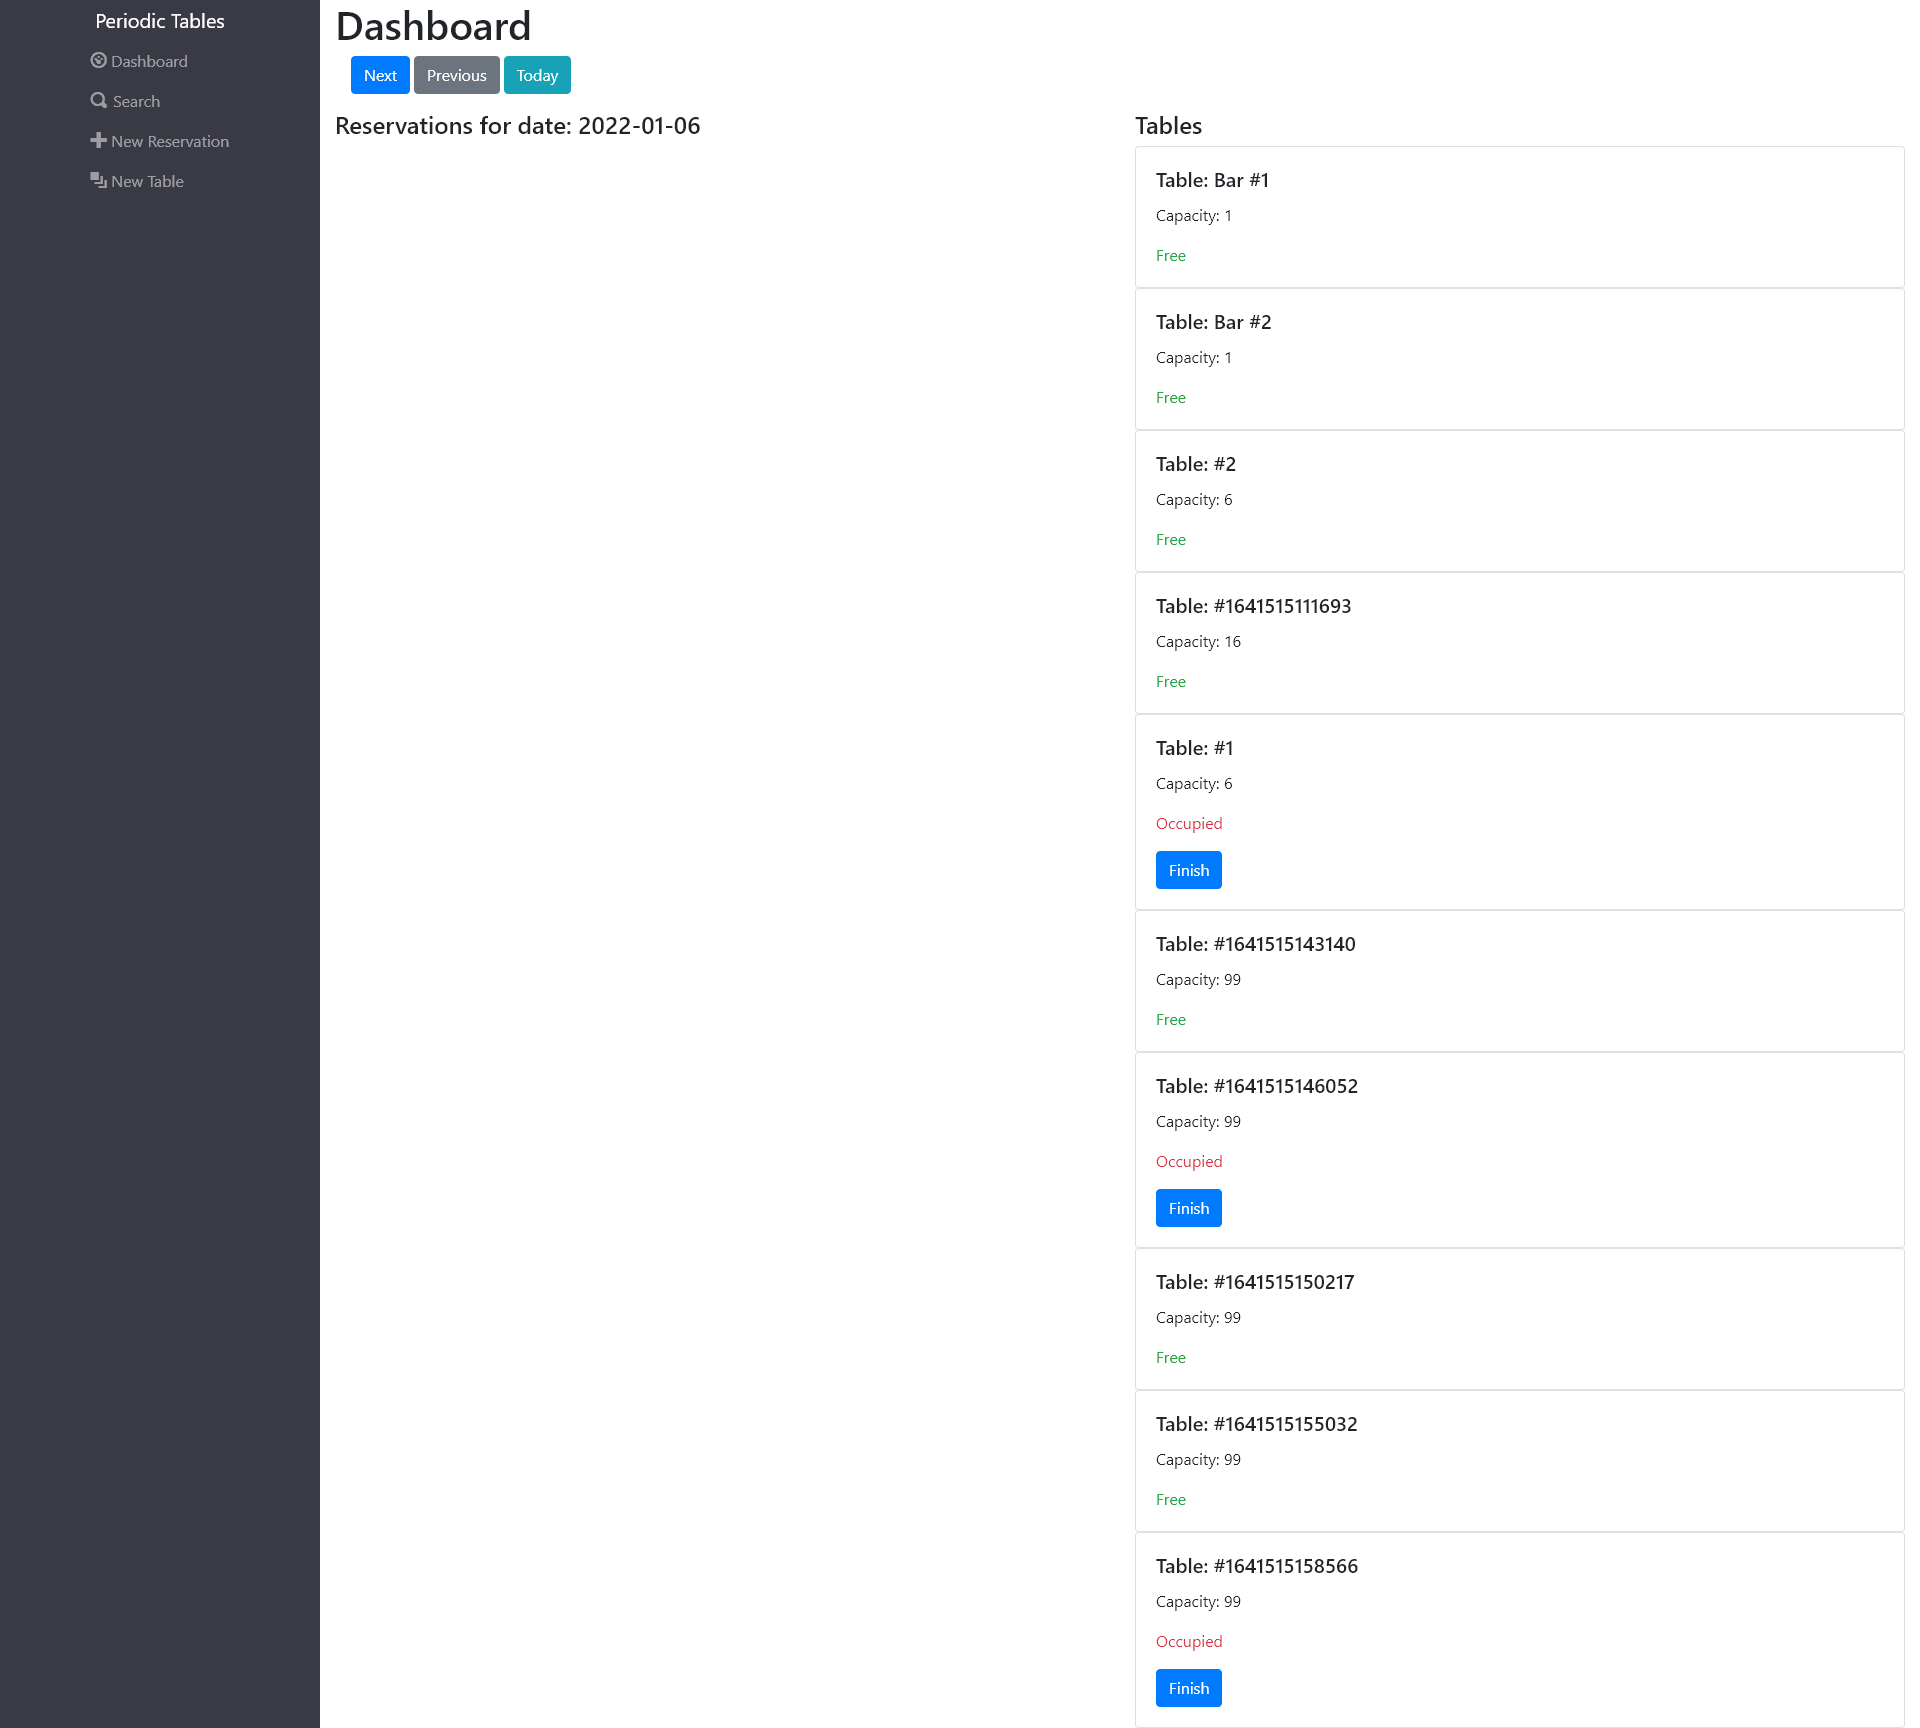 Periodic Tables
Dashboard
Search
New Reservation
New Table
Dashboard
Next Previous Today
Reservations for date: 2022-01-06
Tables
Table: Bar #1
Capacity: 1
Free
Table: Bar #2
Capacity: 1
Free
Table: #2
Capacity: 6
Free
Table: #1641515111693
Capacity: 16
Free
Table: #1
Capacity: 6
Occupied
Finish
Table: #1641515143140
Capacity: 99
Free
Table: #1641515146052
Capacity: 99
Occupied
Finish
Table: #1641515150217
Capacity: 99
Free
Table: #1641515155032
Capacity: 99
Free
Table: #1641515158566
Capacity: 99
Occupied
Finish